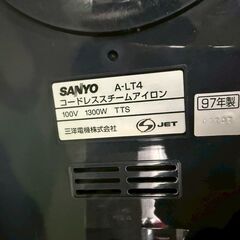 SANYO A-LT4
コードレススチームアイロン
100V 1300W TTS
三洋電機株式会社
S JET
97年製